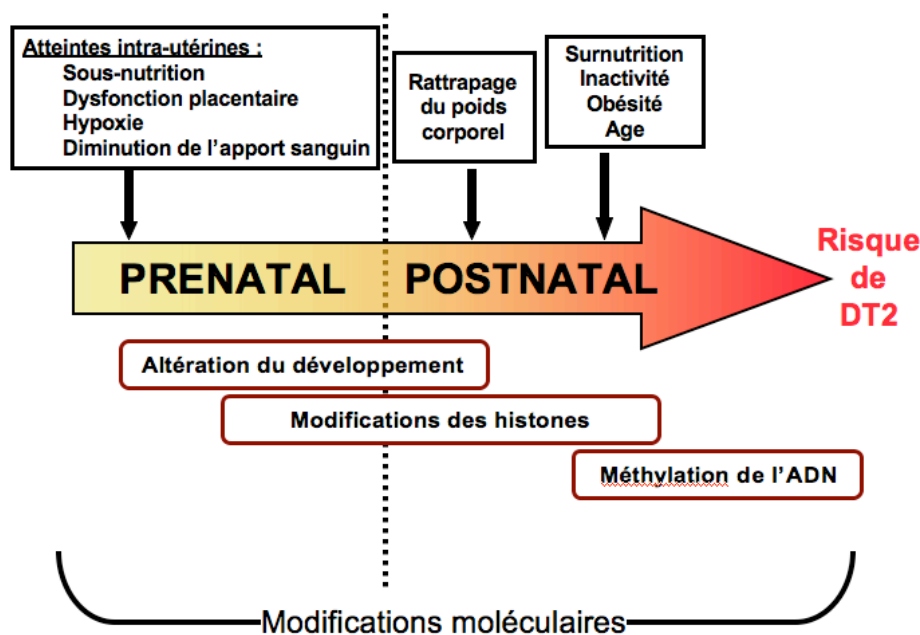 Atteintes intra-utérines :
Sous-nutrition
Dysfonction placentaire
Hypoxie
Diminution de l'apport sanguin
Rattrapage
du poids
corporel
Surnutrition
Inactivité
Obésité
Age
PRENATAL
POSTNATAL
Risque
de
DT2
Altération du développement
Modifications des histones
Méthylation de l'ADN
Modifications moléculaires